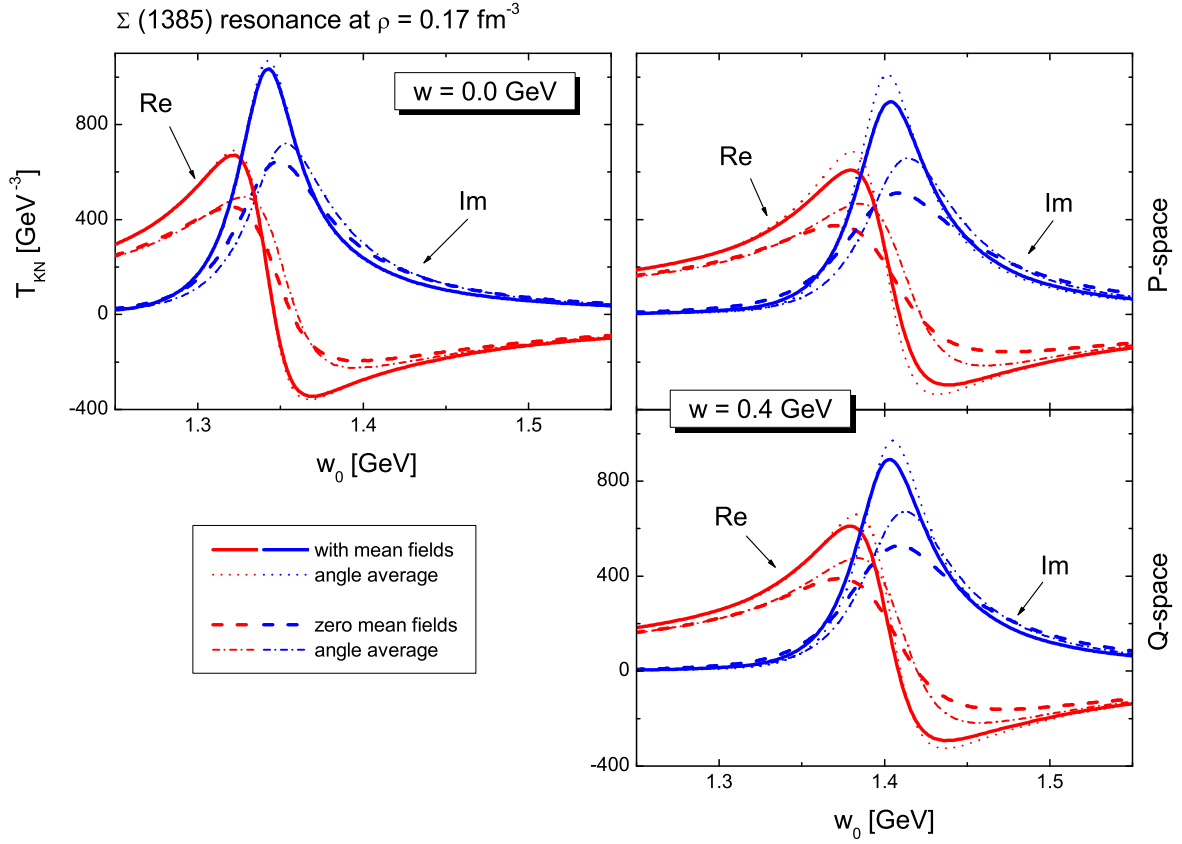 Σ (1385) resonance at ρ = 0.17 fm⁻³
w = 0.0 GeV
Re
Im
800
400
0
-400
1.3
1.4
1.5
w₀ [GeV]
T_KN [GeV⁻³]
Re
Im
P-space
w = 0.4 GeV
Re
Im
800
400
0
-400
1.3
1.4
1.5
w₀ [GeV]
Q-space
with mean fields
angle average
zero mean fields
angle average